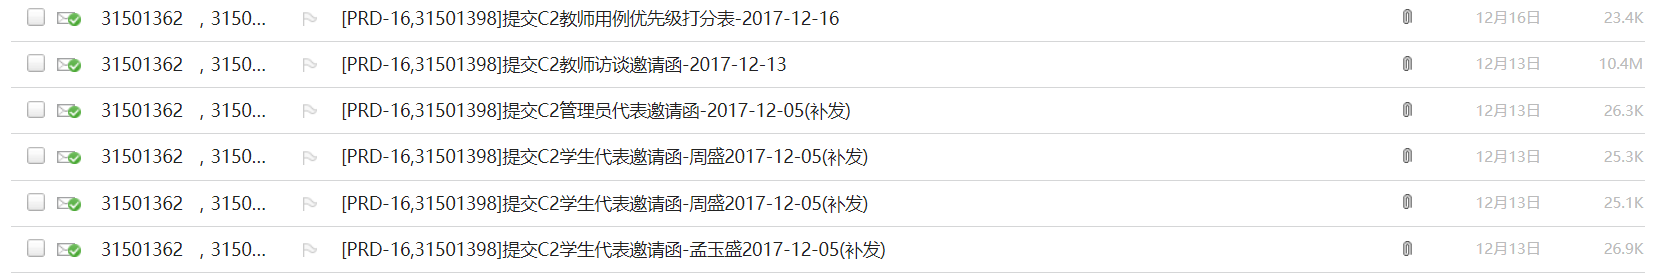 31501362 , 3150... [PRD-16,31501398]提交C2教师用例优先级打分表-2017-12-16 12月16日 23.4K
31501362 , 3150... [PRD-16,31501398]提交C2教师访谈邀请函-2017-12-13 12月13日 10.4M
31501362 , 3150... [PRD-16,31501398]提交C2管理员代表邀请函-2017-12-05(补发) 12月13日 26.3K
31501362 , 3150... [PRD-16,31501398]提交C2学生代表邀请函-周盛2017-12-05(补发) 12月13日 25.3K
31501362 , 3150... [PRD-16,31501398]提交C2学生代表邀请函-周盛2017-12-05(补发) 12月13日 25.1K
31501362 , 3150... [PRD-16,31501398]提交C2学生代表邀请函-孟玉盛2017-12-05(补发) 12月13日 26.9K